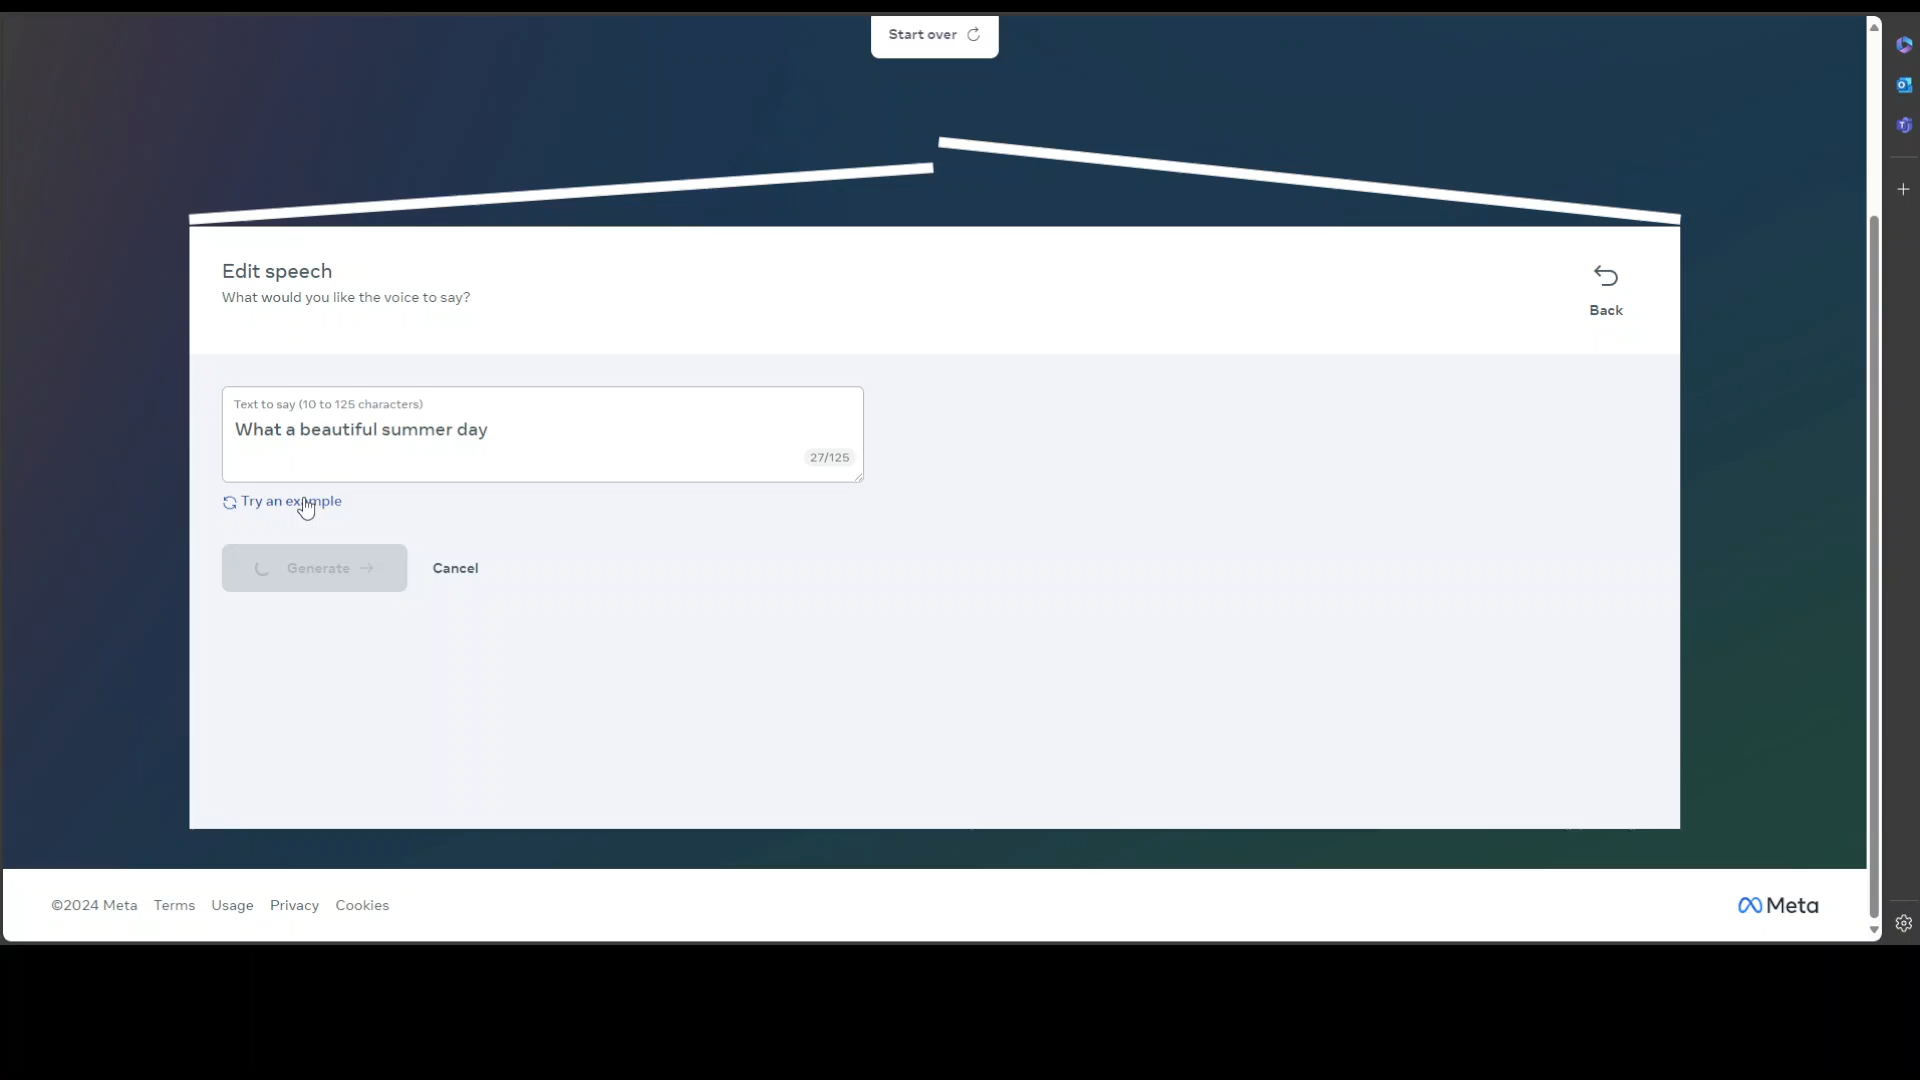 Start over
Edit speech
What would you like the voice to say?
Back
Text to say (10 to 125 characters)
What a beautiful summer day
27/125
Try an example
Generate
Cancel
©2024 Meta Terms Usage Privacy Cookies
Meta